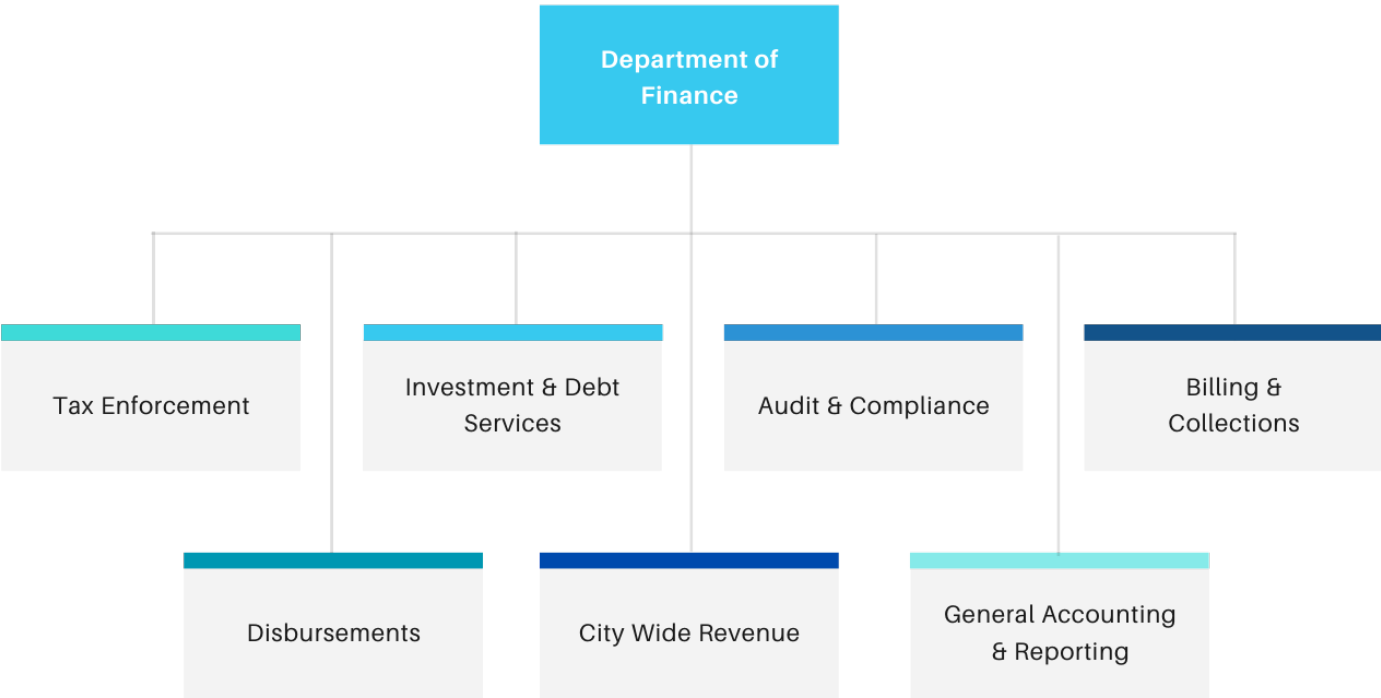 Department of
Finance
Tax Enforcement
Investment & Debt
Services
Audit & Compliance
Billing &
Collections
Disbursements
City Wide Revenue
General Accounting
& Reporting